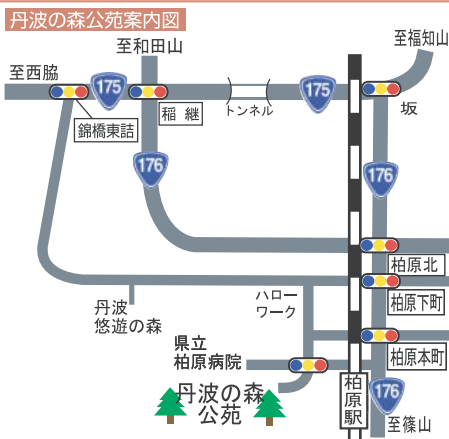 丹波の森公苑案内図
至和田山
至福知山
至西脇
175
稲継
トンネル
175
坂
錦橋東詰
176
176
柏原北
柏原下町
丹波
悠遊の森
ハロー
ワーク
県立
柏原病院
柏原本町
丹波の森
公苑
柏原駅
176
至篠山